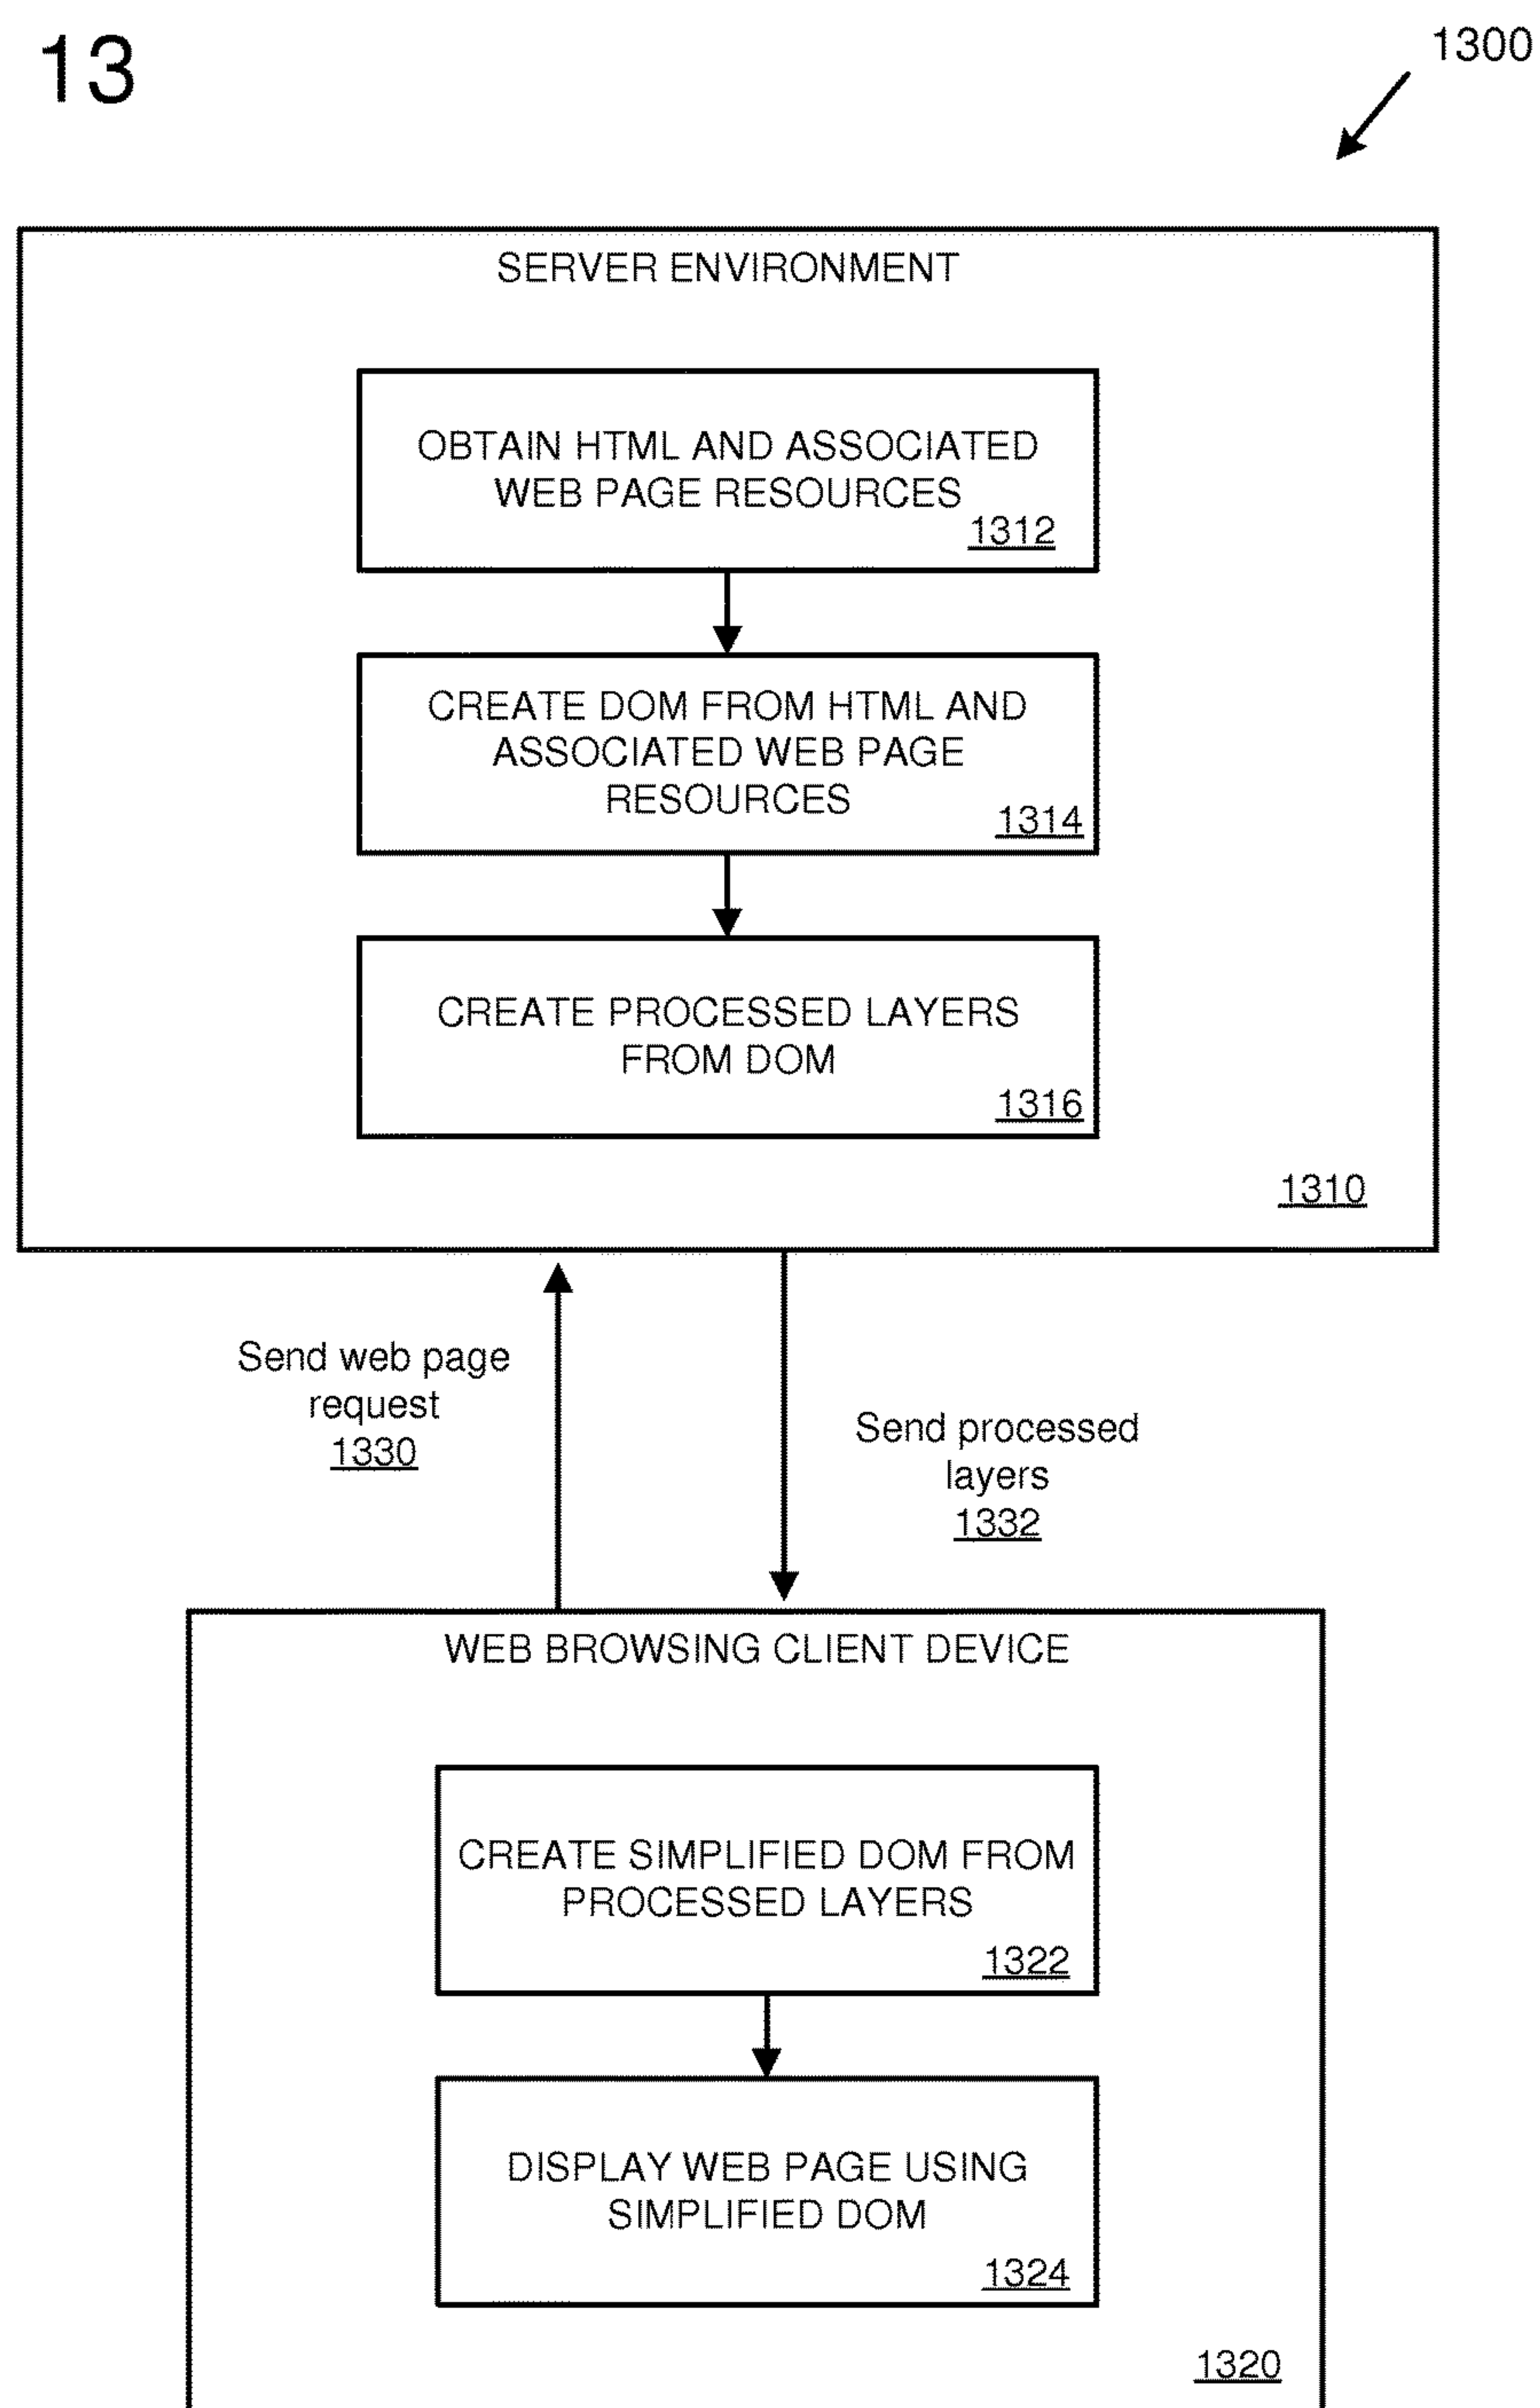 13
1300
SERVER ENVIRONMENT
OBTAIN HTML AND ASSOCIATED
WEB PAGE RESOURCES
1312
CREATE DOM FROM HTML AND
ASSOCIATED WEB PAGE
RESOURCES
1314
CREATE PROCESSED LAYERS
FROM DOM
1316
1310
Send web page
request
1330
Send processed
layers
1332
WEB BROWSING CLIENT DEVICE
CREATE SIMPLIFIED DOM FROM
PROCESSED LAYERS
1322
DISPLAY WEB PAGE USING
SIMPLIFIED DOM
1324
1320